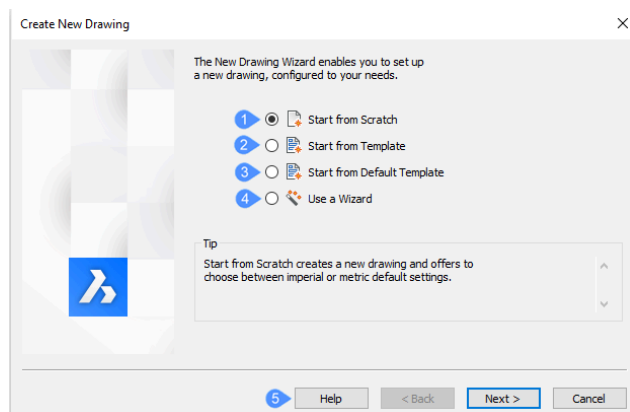 Create New Drawing
The New Drawing Wizard enables you to set up
a new drawing, configured to your needs.
1 Start from Scratch
2 Start from Template
3 Start from Default Template
4 Use a Wizard
Tip
Start from Scratch creates a new drawing and offers to
choose between imperial or metric default settings.
5 Help < Back Next > Cancel